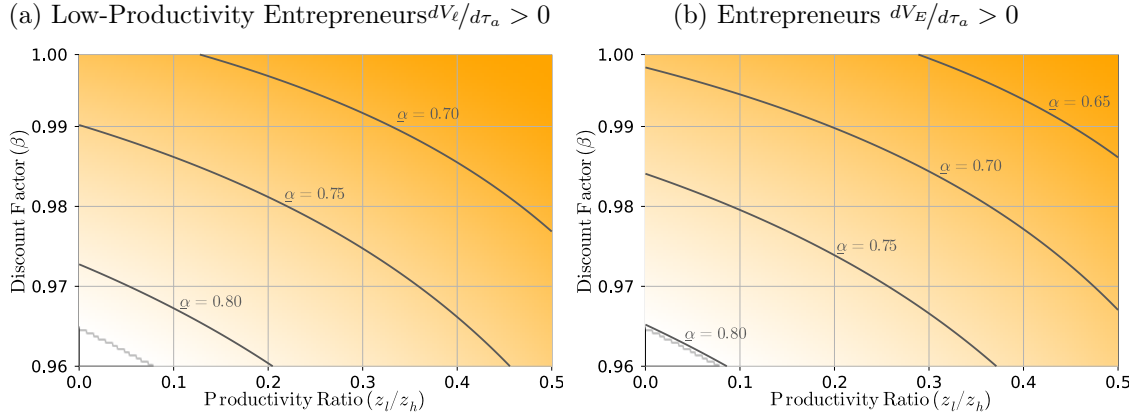 (a) Low-Productivity Entrepreneurs dVℓ/dτₐ > 0
1.00
0.99
0.98
0.97
0.96
Discount Factor (β)
α̲ = 0.70
α̲ = 0.75
α̲ = 0.80
0.0 0.1 0.2 0.3 0.4 0.5
Productivity Ratio (z_l/z_h)
(b) Entrepreneurs dV_E/dτₐ > 0
1.00
0.99
0.98
0.97
0.96
Discount Factor (β)
α̲ = 0.65
α̲ = 0.70
α̲ = 0.75
α̲ = 0.80
0.0 0.1 0.2 0.3 0.4 0.5
Productivity Ratio (z_l/z_h)